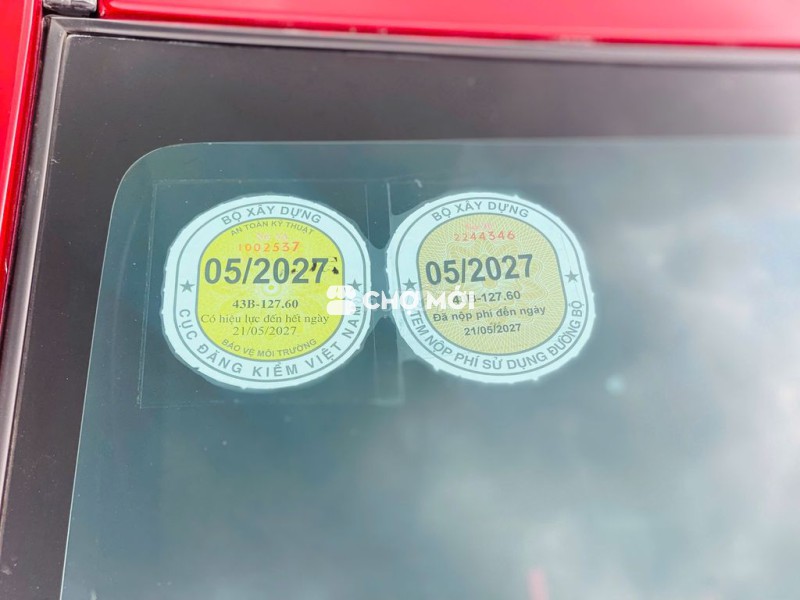 BỘ XÂY DỰNG
AN TOÀN KỸ THUẬT
1002537
05/2027
43B-127.60
Có hiệu lực đến hết ngày
21/05/2027
BẢO VỆ MÔI TRƯỜNG
CỤC ĐĂNG KIỂM VIỆT NAM
BỘ XÂY DỰNG
2244346
05/2027
43B-127.60
Đã nộp phí đến ngày
21/05/2027
TEM NỘP PHÍ SỬ DỤNG ĐƯỜNG BỘ
CHỢ MỚI